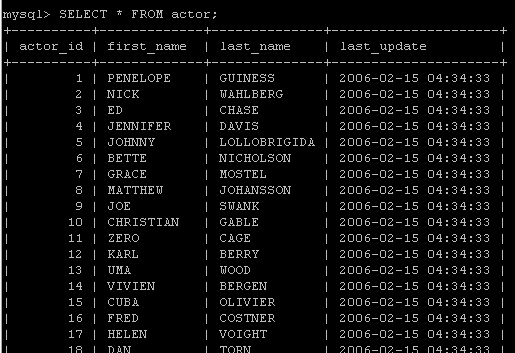 mysql> SELECT * FROM actor;
+----------+-------------+--------------+---------------------+
| actor_id | first_name | last_name | last_update |
+----------+-------------+--------------+---------------------+
| 1 | PENELOPE | GUINESS | 2006-02-15 04:34:33 |
| 2 | NICK | WAHLBERG | 2006-02-15 04:34:33 |
| 3 | ED | CHASE | 2006-02-15 04:34:33 |
| 4 | JENNIFER | DAVIS | 2006-02-15 04:34:33 |
| 5 | JOHNNY | LOLLOBRIGIDA | 2006-02-15 04:34:33 |
| 6 | BETTE | NICHOLSON | 2006-02-15 04:34:33 |
| 7 | GRACE | MOSTEL | 2006-02-15 04:34:33 |
| 8 | MATTHEW | JOHANSSON | 2006-02-15 04:34:33 |
| 9 | JOE | SWANK | 2006-02-15 04:34:33 |
| 10 | CHRISTIAN | GABLE | 2006-02-15 04:34:33 |
| 11 | ZERO | CAGE | 2006-02-15 04:34:33 |
| 12 | KARL | BERRY | 2006-02-15 04:34:33 |
| 13 | UMA | WOOD | 2006-02-15 04:34:33 |
| 14 | VIVIEN | BERGEN | 2006-02-15 04:34:33 |
| 15 | CUBA | OLIVIER | 2006-02-15 04:34:33 |
| 16 | FRED | COSTNER | 2006-02-15 04:34:33 |
| 17 | HELEN | VOIGHT | 2006-02-15 04:34:33 |
| 18 | DAN | TORN | 2006-02-15 04:34:33 |